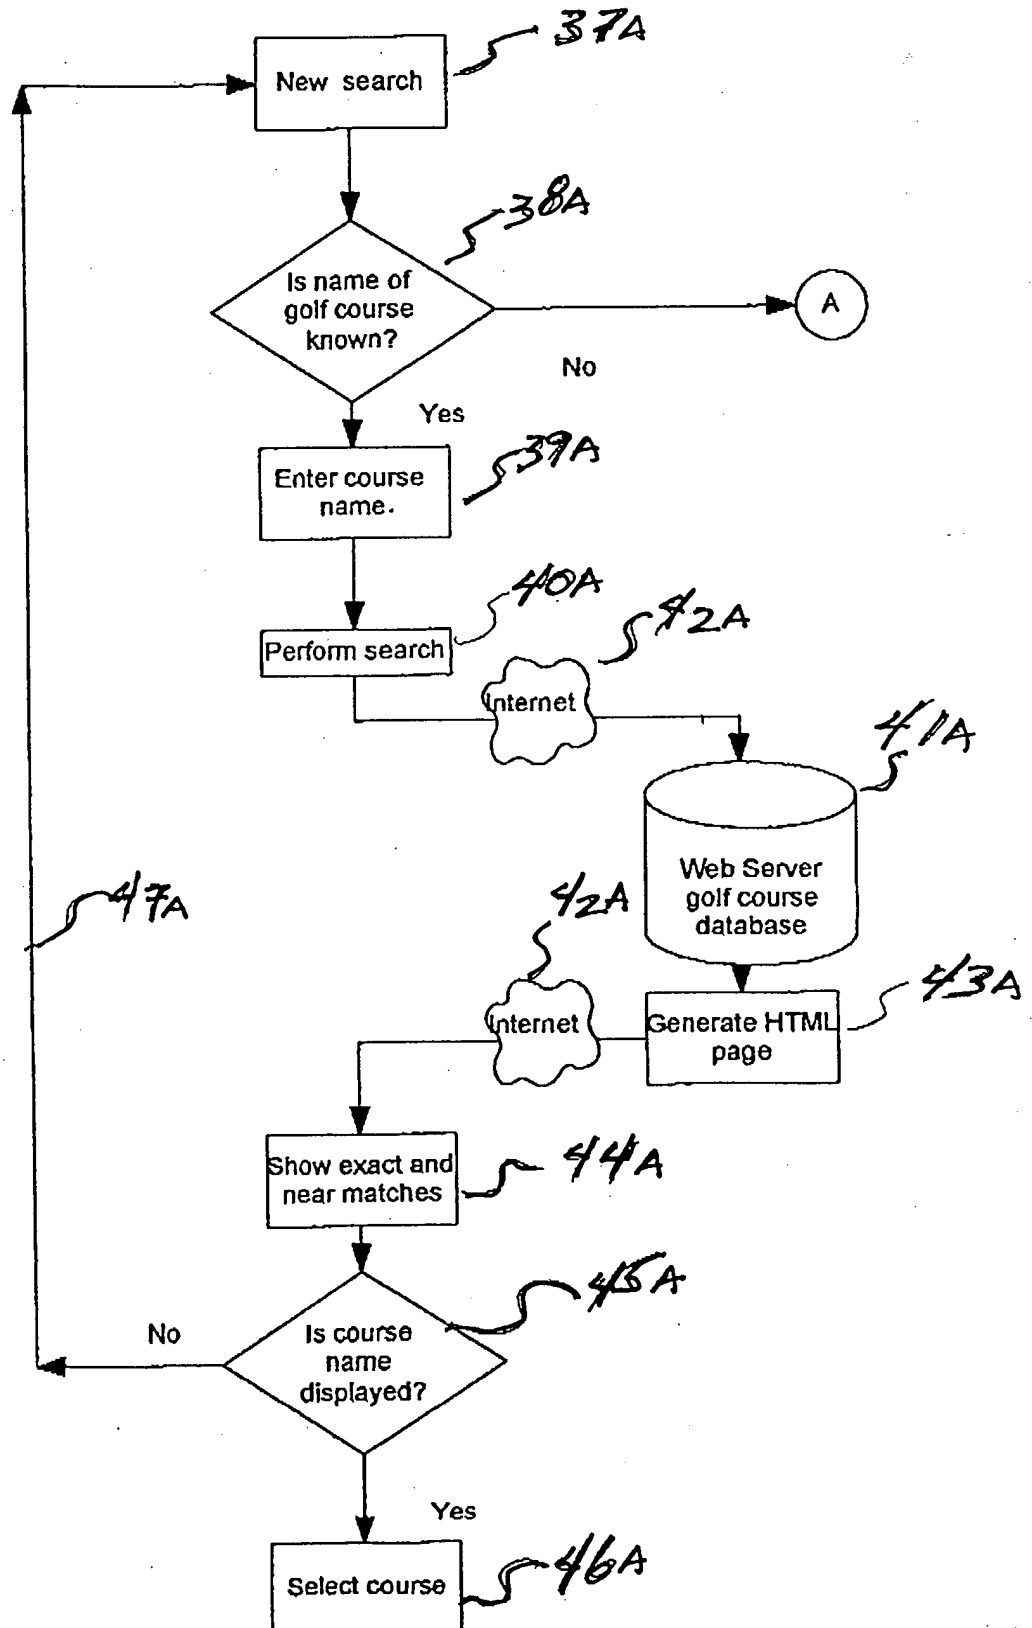 37A
New search
38A
Is name of
golf course
known?
A
No
Yes
39A
Enter course
name.
40A
42A
Perform search
Internet
41A
Web Server
golf course
database
47A
42A
43A
Internet
Generate HTML
page
44A
Show exact and
near matches
45A
No
Is course
name
displayed?
Yes
46A
Select course